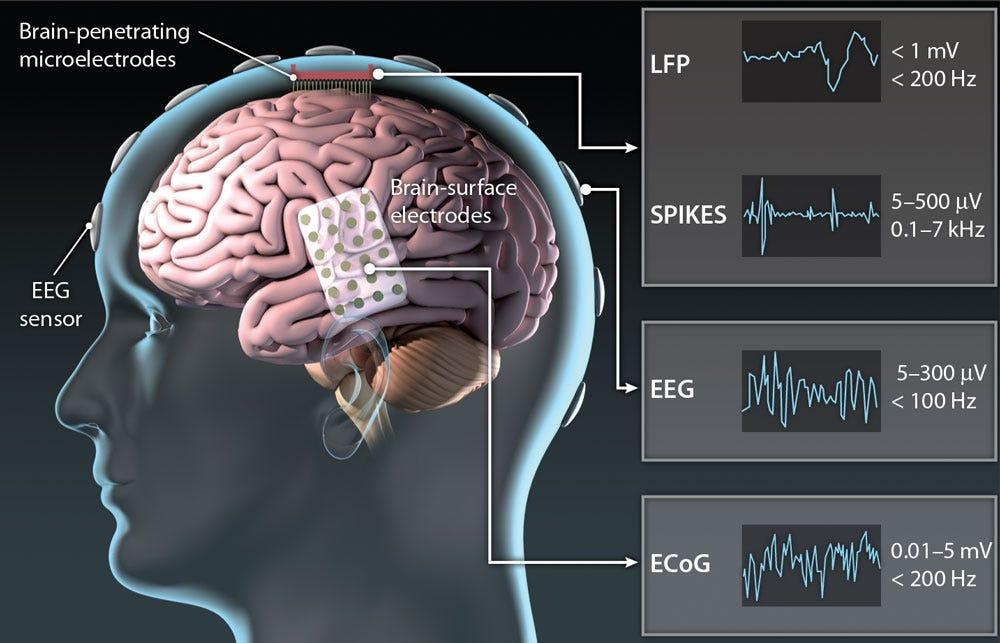 Brain-penetrating
microelectrodes
Brain-surface
electrodes
EEG
sensor
LFP
< 1 mV
< 200 Hz
SPIKES
5–500 µV
0.1–7 kHz
EEG
5–300 µV
< 100 Hz
ECoG
0.01–5 mV
< 200 Hz